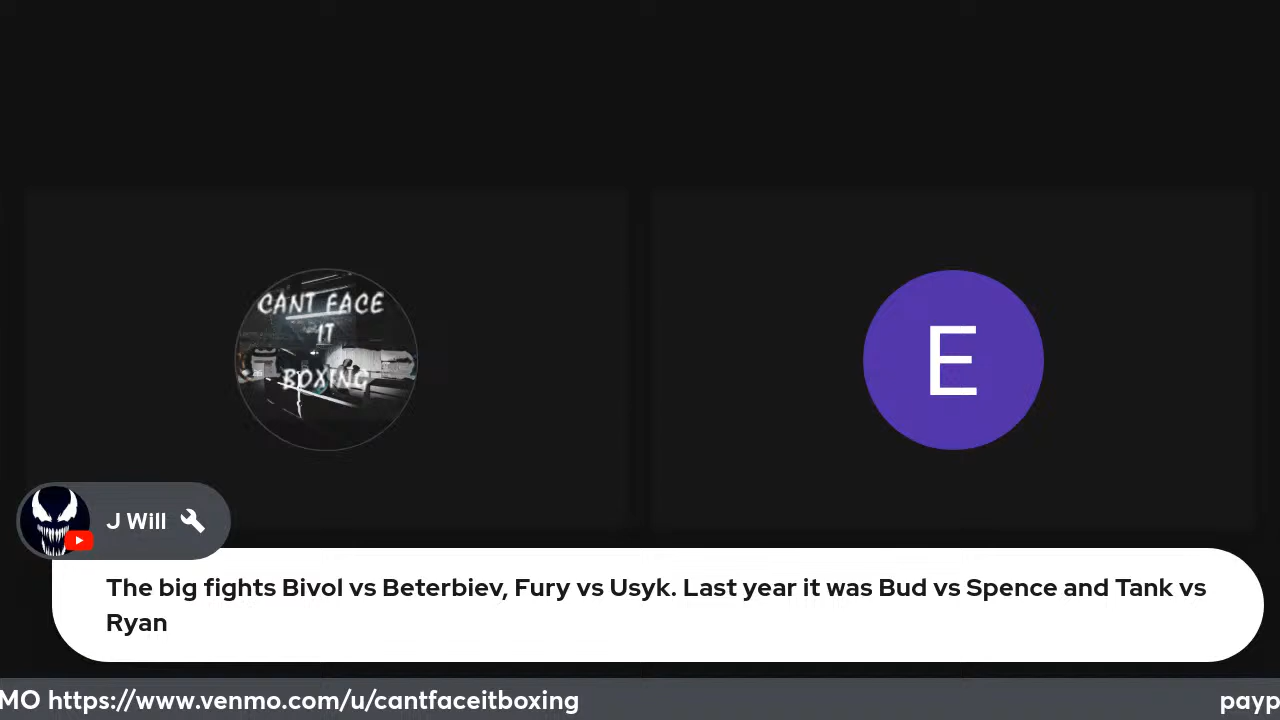 CANT FACE
IT
BOXING
E
J Will
The big fights Bivol vs Beterbiev, Fury vs Usyk. Last year it was Bud vs Spence and Tank vs
Ryan
MO https://www.venmo.com/u/cantfaceitboxing payp